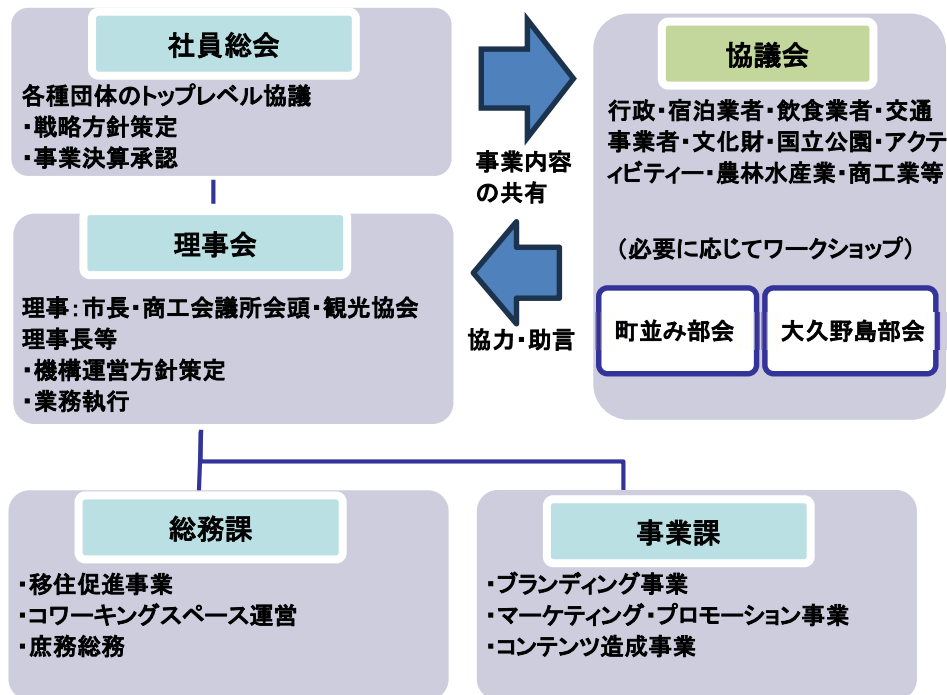 社員総会
各種団体のトップレベル協議
・戦略方針策定
・事業決算承認
事業内容
の共有
協議会
行政・宿泊業者・飲食業者・交通
事業者・文化財・国立公園・アクテ
ィビティー・農林水産業・商工業等
（必要に応じてワークショップ）
町並み部会
大久野島部会
協力・助言
理事会
理事：市長・商工会議所会頭・観光協会
理事長等
・機構運営方針策定
・業務執行
総務課
・移住促進事業
・コワーキングスペース運営
・庶務総務
事業課
・ブランディング事業
・マーケティング・プロモーション事業
・コンテンツ造成事業